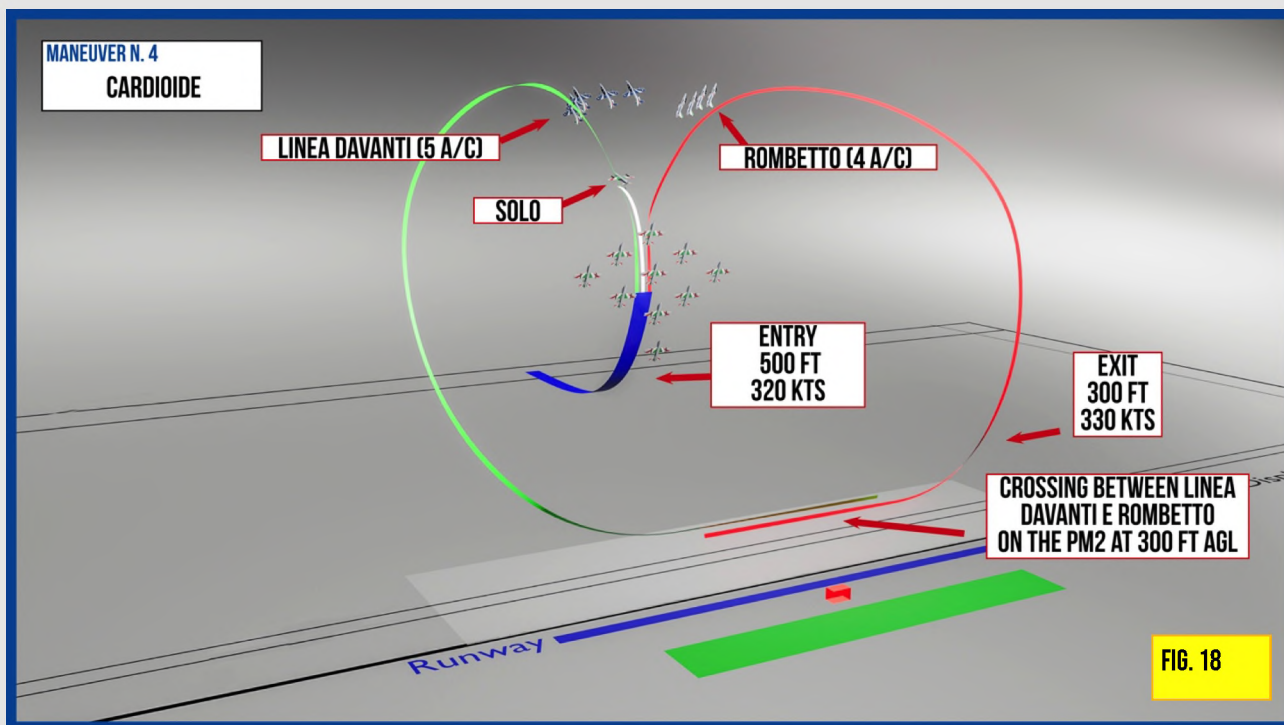 MANEUVER N. 4
CARDIOIDE
LINEA DAVANTI (5 A/C)
ROMBETTO (4 A/C)
SOLO
ENTRY
500 FT
320 KTS
EXIT
300 FT
330 KTS
CROSSING BETWEEN LINEA
DAVANTI E ROMBETTO
ON THE PM2 AT 300 FT AGL
Runway
FIG. 18